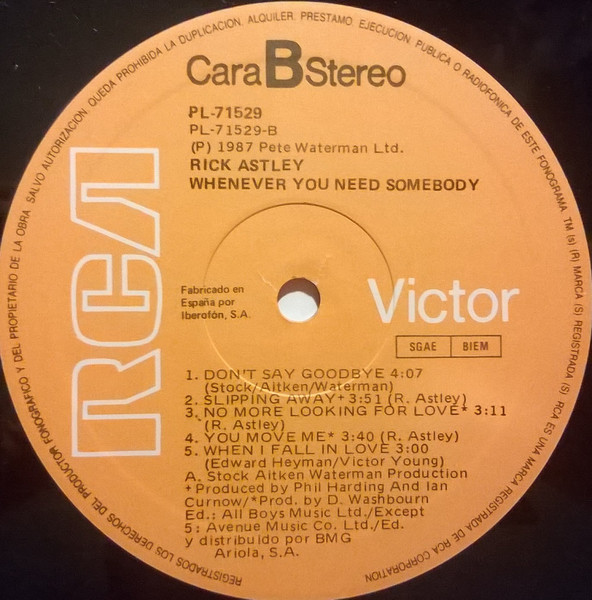 Cara B Stereo
PL-71529
PL-71529-B
(P) 1987 Pete Waterman Ltd.
RICK ASTLEY
WHENEVER YOU NEED SOMEBODY
RCA
Fabricado en
España por
Iberofón, S.A.
Victor
SGAE BIEM
1. DON'T SAY GOODBYE 4:07
(Stock/Aitken/Waterman)
2. SLIPPING AWAY+ 3:51 (R. Astley)
3. NO MORE LOOKING FOR LOVE* 3:11
(R. Astley)
4. YOU MOVE ME* 3:40 (R. Astley)
5. WHEN I FALL IN LOVE 3:00
(Edward Heyman/Victor Young)
A. Stock Aitken Waterman Production
+ Produced by Phil Harding And Ian
Curnow/*Prod. by D. Washbourn
Ed.: All Boys Music Ltd./Except
5: Avenue Music Co. Ltd./Ed.
y distribuido por BMG
Ariola, S.A.
REGISTRADOS LOS DERECHOS DEL PRODUCTOR FONOGRAFICO Y DEL PROPIETARIO DE LA OBRA. SALVO AUTORIZACION, QUEDA PROHIBIDA LA DUPLICACION, ALQUILER, PRESTAMO, EJECUCION PUBLICA O RADIOFONICA DE ESTE FONOGRAMA. TM (s) (R) MARCA (S) REGISTRADA (S) RCA ES UNA MARCA REGISTRADA DE RCA CORPORATION